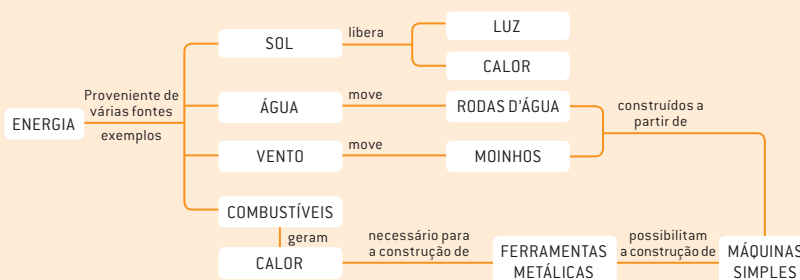 ENERGIA
Proveniente de
várias fontes
exemplos
SOL
libera
LUZ
CALOR
ÁGUA
move
RODAS D'ÁGUA
VENTO
move
MOINHOS
construídos a
partir de
COMBUSTÍVEIS
geram
CALOR
necessário para
a construção de
FERRAMENTAS
METÁLICAS
possibilitam
a construção de
MÁQUINAS
SIMPLES